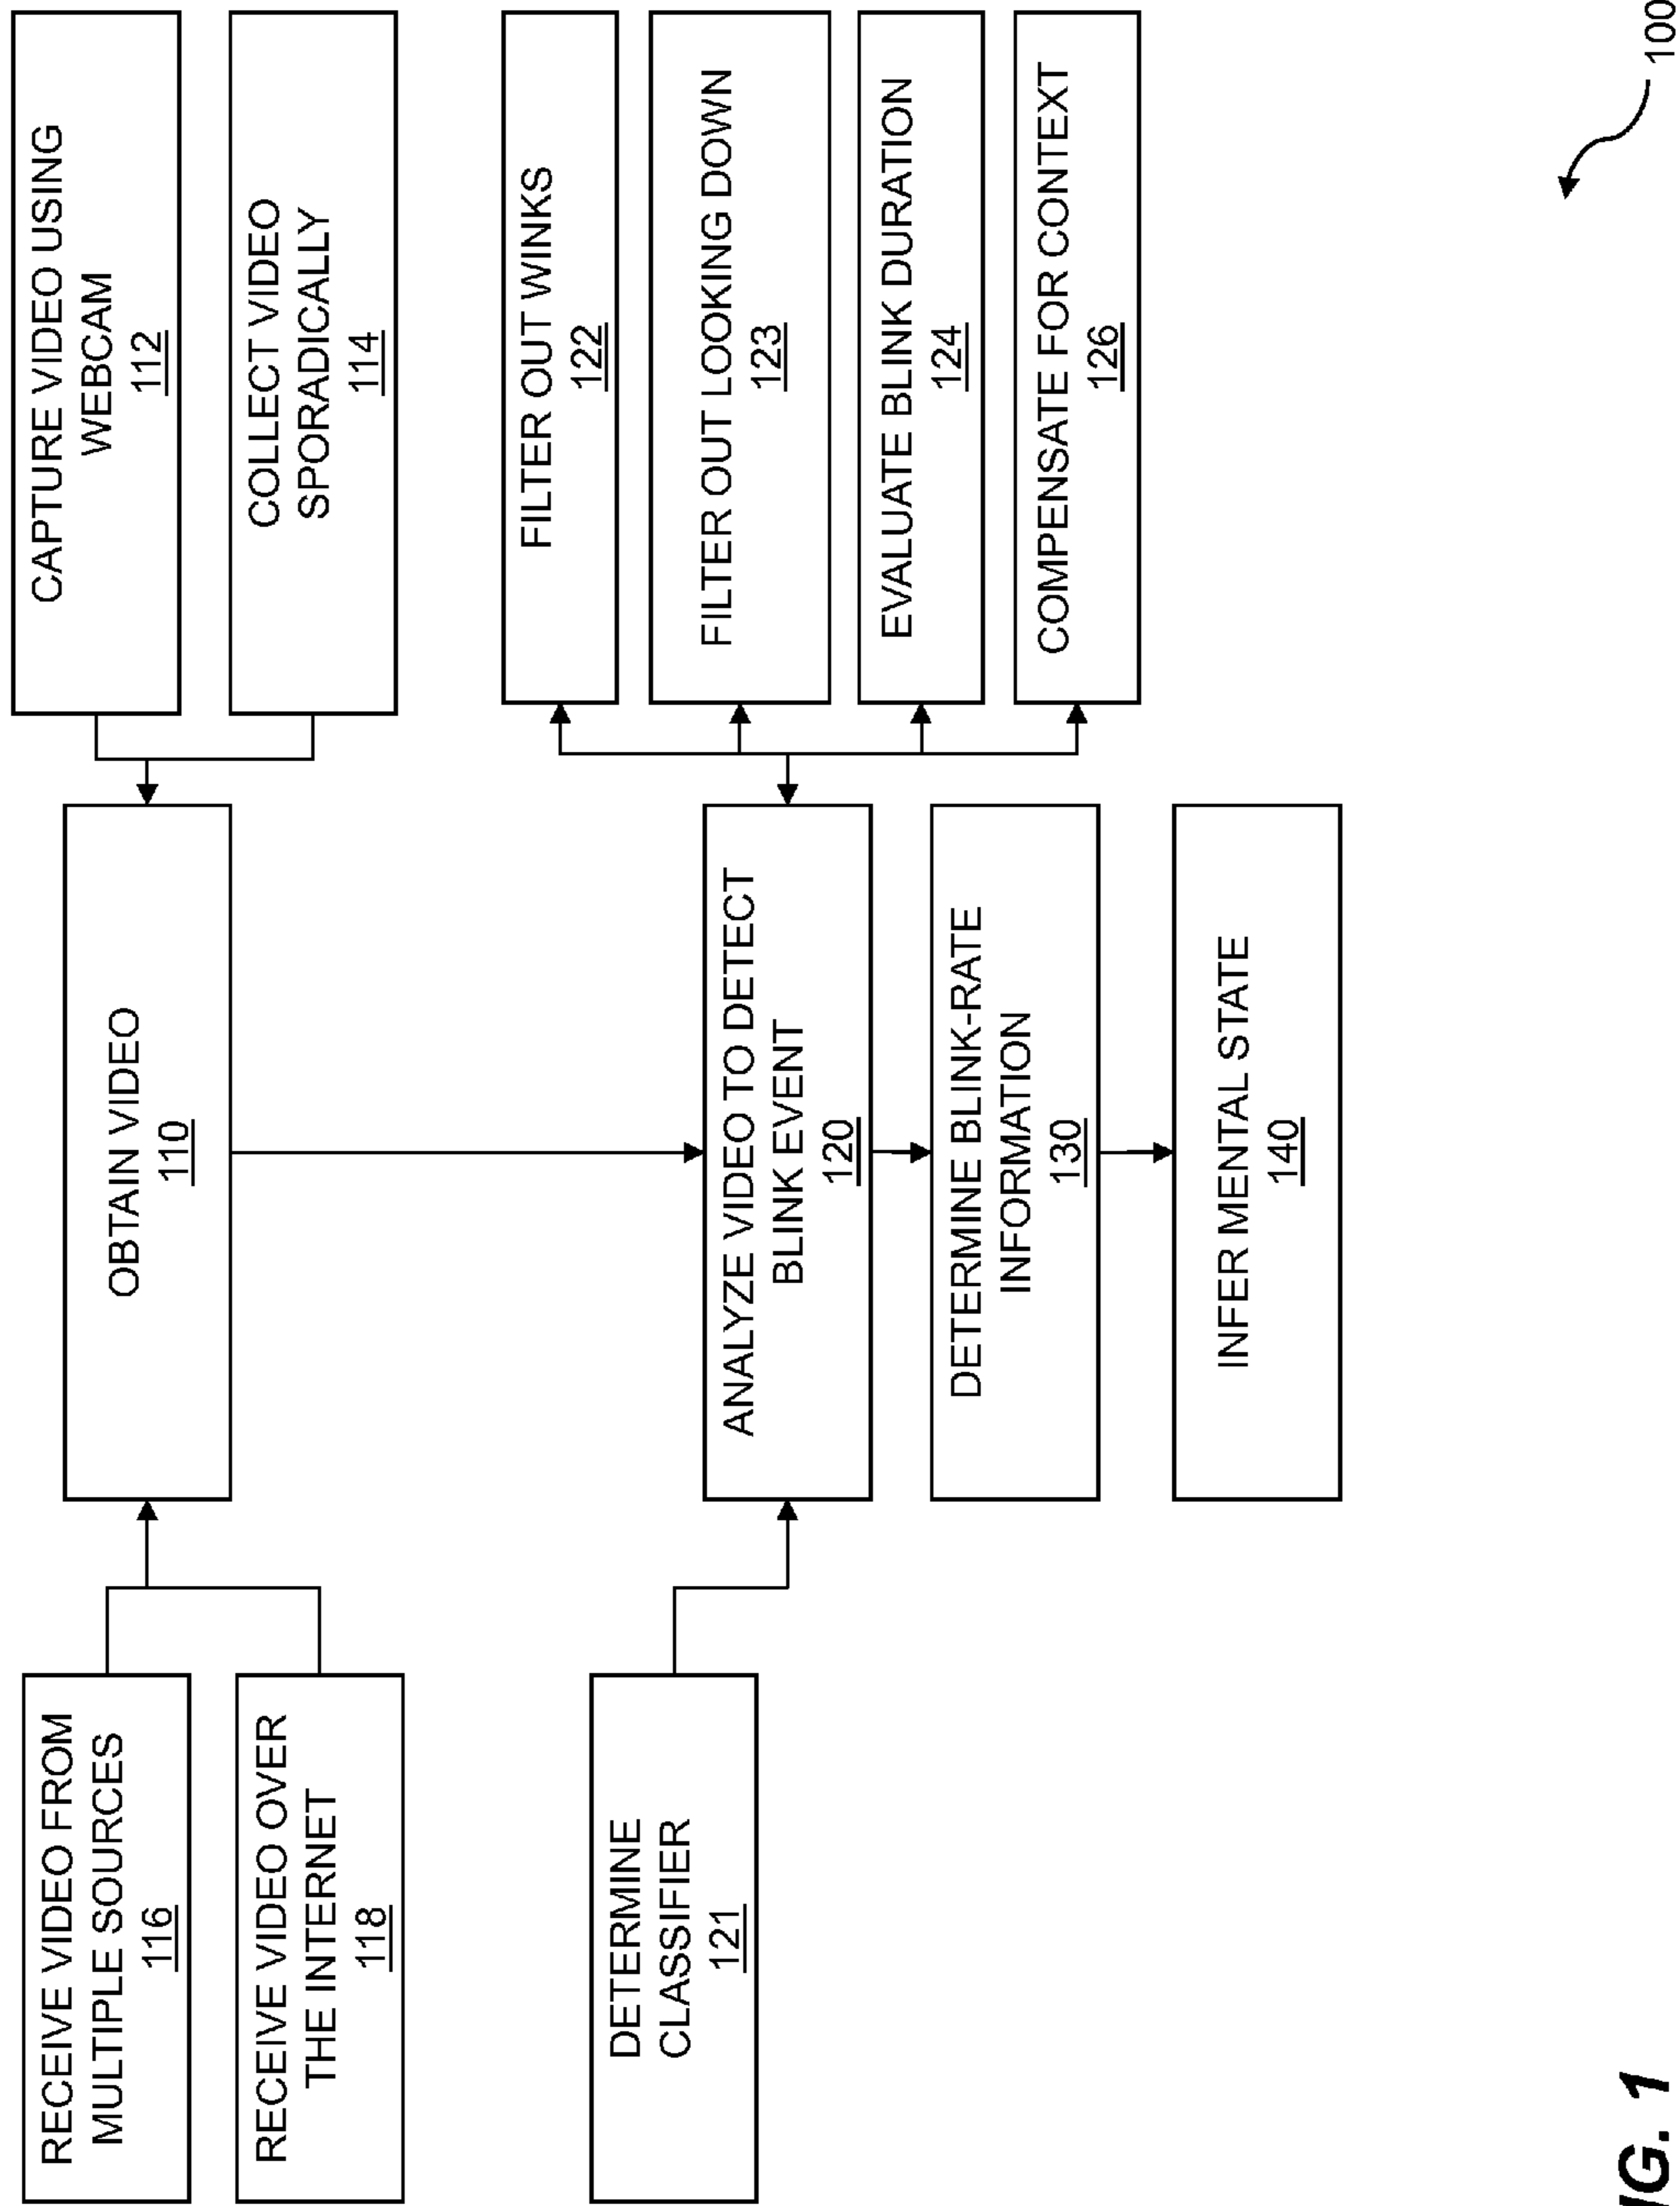 RECEIVE VIDEO FROM
MULTIPLE SOURCES
116
RECEIVE VIDEO OVER
THE INTERNET
118
OBTAIN VIDEO
110
CAPTURE VIDEO USING
WEBCAM
112
COLLECT VIDEO
SPORADICALLY
114
DETERMINE
CLASSIFIER
121
ANALYZE VIDEO TO DETECT
BLINK EVENT
120
DETERMINE BLINK-RATE
INFORMATION
130
INFER MENTAL STATE
140
FILTER OUT WINKS
122
FILTER OUT LOOKING DOWN
123
EVALUATE BLINK DURATION
124
COMPENSATE FOR CONTEXT
126
100
IG. 1